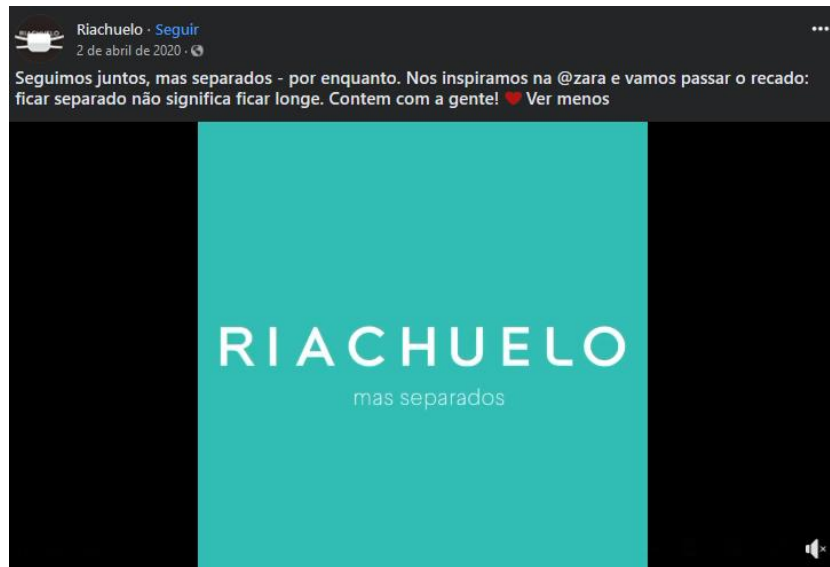 Riachuelo · Seguir
2 de abril de 2020 ·
Seguimos juntos, mas separados - por enquanto. Nos inspiramos na @zara e vamos passar o recado:
ficar separado não significa ficar longe. Contem com a gente! ❤ Ver menos
RIACHUELO
mas separados